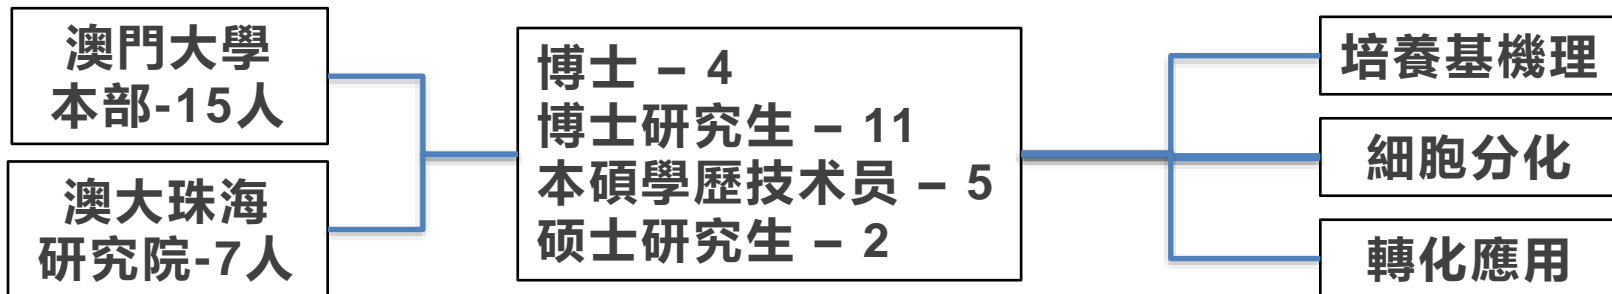 澳門大學
本部-15人
澳大珠海
研究院-7人
博士 – 4
博士研究生 – 11
本碩學歷技术员 – 5
硕士研究生 – 2
培養基機理
細胞分化
轉化應用